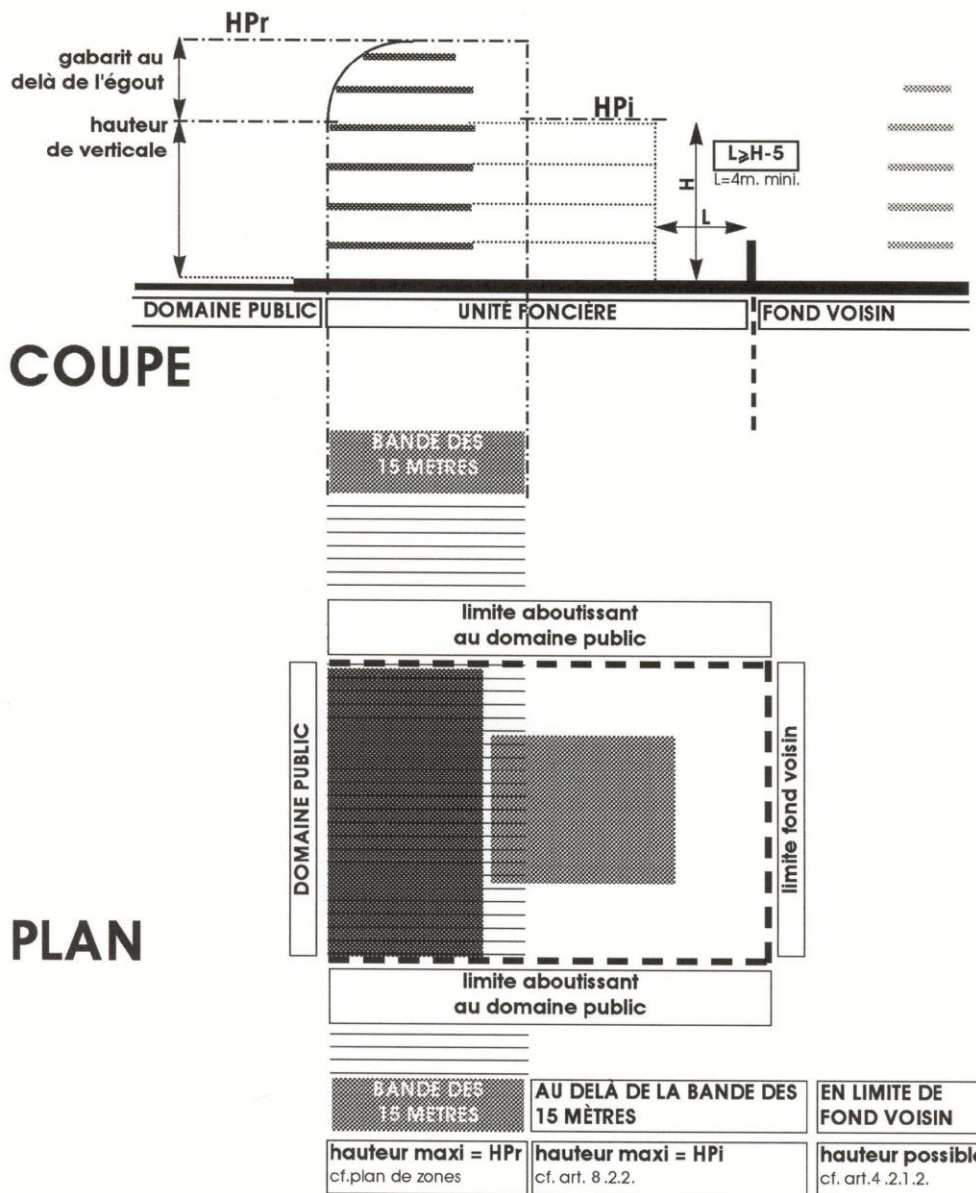 HPr
gabarit au
delà de l'égout
hauteur
de verticale
HPi
L⩾H-5
L=4m. mini.
H
L
DOMAINE PUBLIC
UNITÉ FONCIÈRE
FOND VOISIN
COUPE
BANDE DES
15 METRES
limite aboutissant
au domaine public
DOMAINE PUBLIC
limite fond voisin
PLAN
limite aboutissant
au domaine public
BANDE DES
15 METRES
AU DELÀ DE LA BANDE DES
15 MÈTRES
EN LIMITE DE
FOND VOISIN
hauteur maxi = HPr
cf.plan de zones
hauteur maxi = HPi
cf. art. 8.2.2.
hauteur possible
cf. art.4.2.1.2.